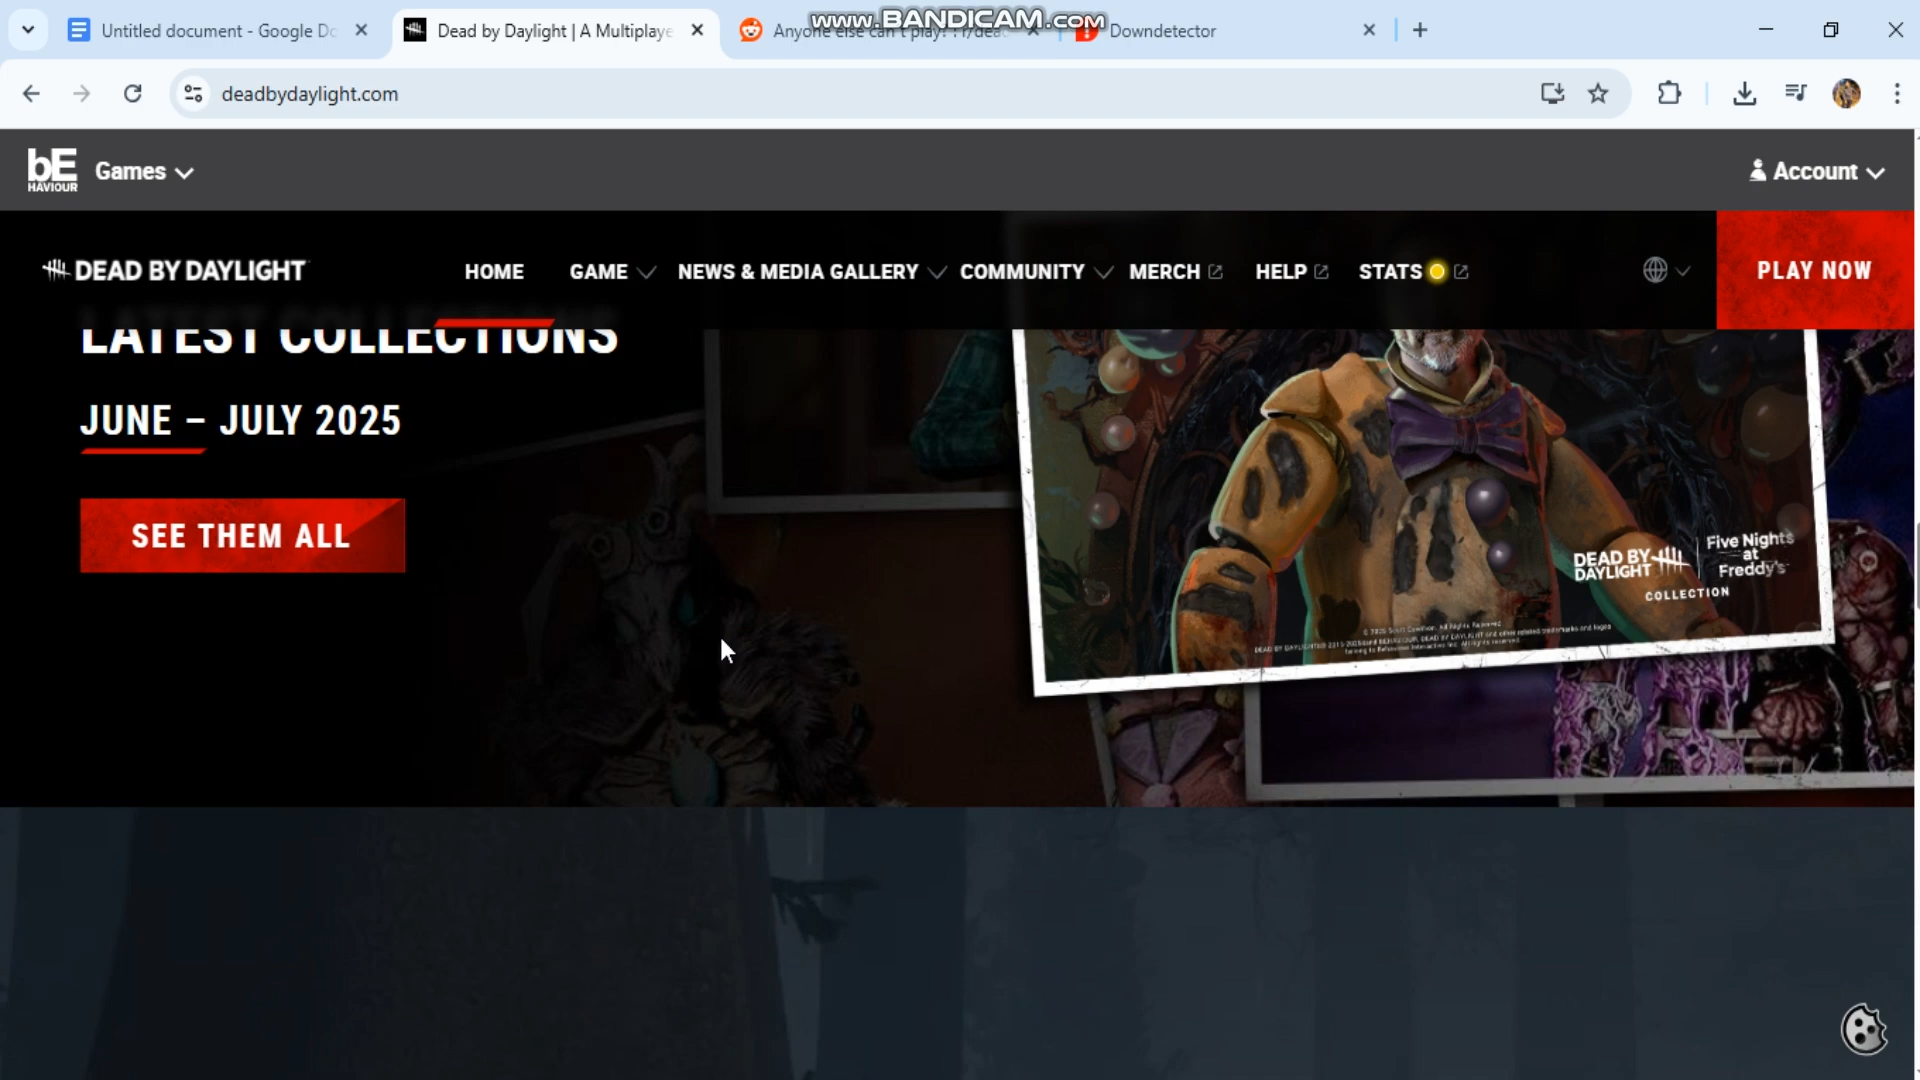 www.BANDICAM.com
Untitled document - Google Do
Dead by Daylight | A Multiplaye
Anyone else can't play? : r/dead
Downdetector
deadbydaylight.com
bE
HAVIOUR
Games
Account
DEAD BY DAYLIGHT
HOME
GAME
NEWS & MEDIA GALLERY
COMMUNITY
MERCH
HELP
STATS
PLAY NOW
LATEST COLLECTIONS
JUNE – JULY 2025
SEE THEM ALL
DEAD BY DAYLIGHT
Five Nights at Freddy's
COLLECTION